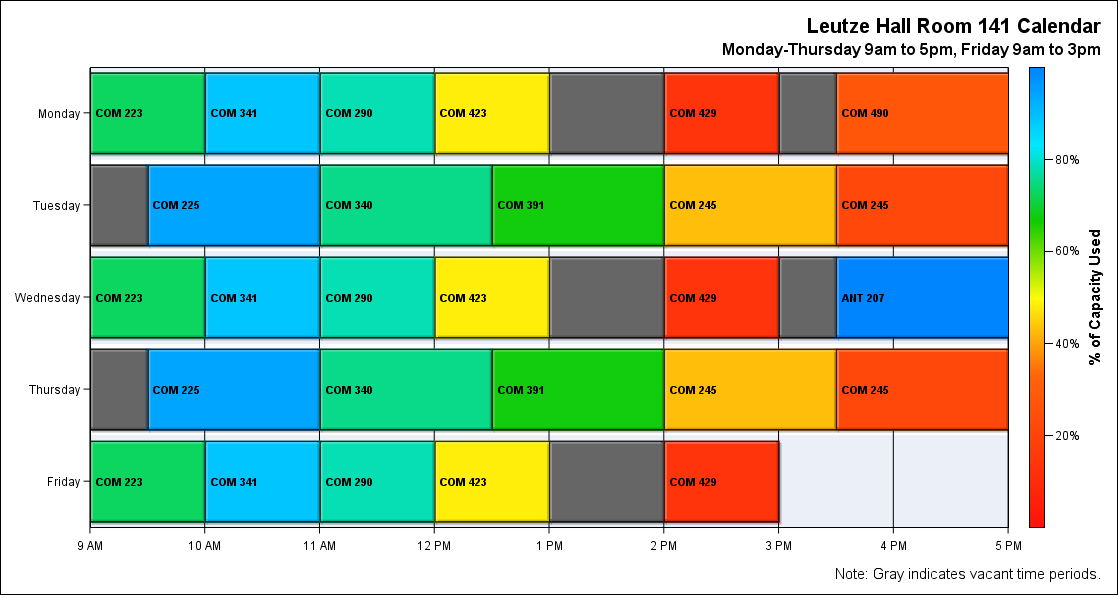 Leutze Hall Room 141 Calendar
Monday-Thursday 9am to 5pm, Friday 9am to 3pm
Monday COM 223 COM 341 COM 290 COM 423 COM 429 COM 490
Tuesday COM 225 COM 340 COM 391 COM 245 COM 245
Wednesday COM 223 COM 341 COM 290 COM 423 COM 429 ANT 207
Thursday COM 225 COM 340 COM 391 COM 245 COM 245
Friday COM 223 COM 341 COM 290 COM 423 COM 429
9 AM 10 AM 11 AM 12 PM 1 PM 2 PM 3 PM 4 PM 5 PM
80%
60%
40%
20%
% of Capacity Used
Note: Gray indicates vacant time periods.